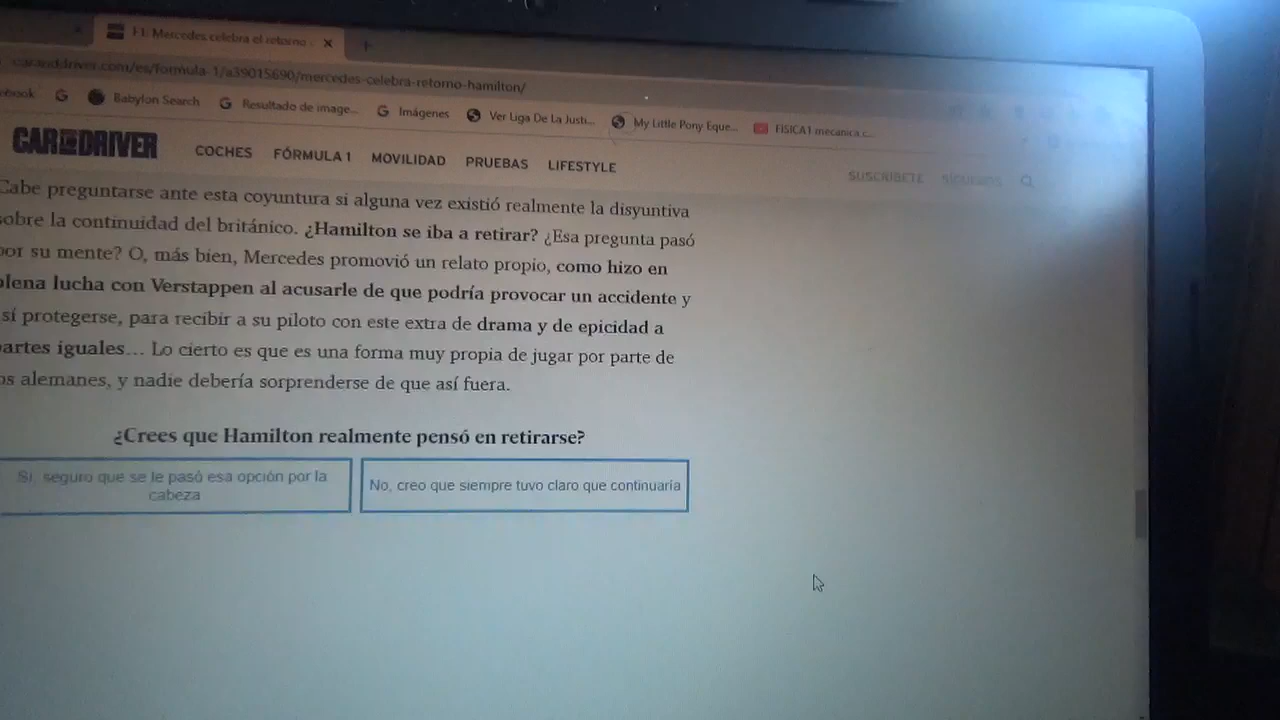 F1: Mercedes celebra el retorno
caranddriver.com/es/formula-1/a39015690/mercedes-celebra-retorno-hamilton/
ebook G Babylon Search G Resultado de image... G Imágenes Ver Liga De La Justi... My Little Pony Eque... FISICA1 mecanica c...
CAR AND DRIVER COCHES FÓRMULA 1 MOVILIDAD PRUEBAS LIFESTYLE SUSCRÍBETE SÍGUENOS
Cabe preguntarse ante esta coyuntura si alguna vez existió realmente la disyuntiva
sobre la continuidad del británico. ¿Hamilton se iba a retirar? ¿Esa pregunta pasó
por su mente? O, más bien, Mercedes promovió un relato propio, como hizo en
plena lucha con Verstappen al acusarle de que podría provocar un accidente y
sí protegerse, para recibir a su piloto con este extra de drama y de epicidad a
partes iguales... Lo cierto es que es una forma muy propia de jugar por parte de
os alemanes, y nadie debería sorprenderse de que así fuera.
¿Crees que Hamilton realmente pensó en retirarse?
Sí, seguro que se le pasó esa opción por la
cabeza
No, creo que siempre tuvo claro que continuaría